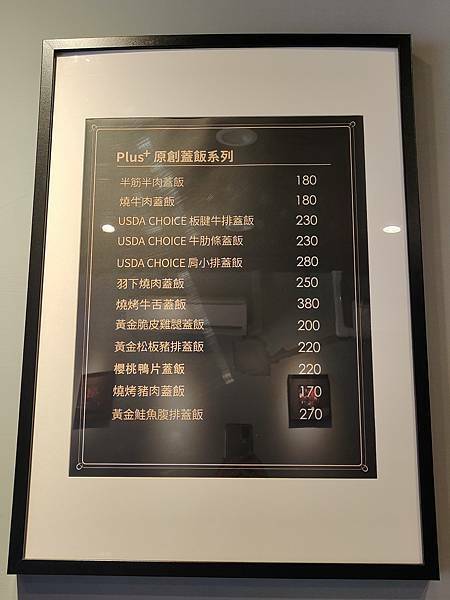 Plus+ 原創蓋飯系列
半筋半肉蓋飯 180
燒牛肉蓋飯 180
USDA CHOICE 板腱牛排蓋飯 230
USDA CHOICE 牛肋條蓋飯 230
USDA CHOICE 肩小排蓋飯 280
羽下燒肉蓋飯 250
燒烤牛舌蓋飯 380
黃金脆皮雞腿蓋飯 200
黃金松板豬排蓋飯 220
櫻桃鴨片蓋飯 220
燒烤豬肉蓋飯 170
黃金鮭魚腹排蓋飯 270